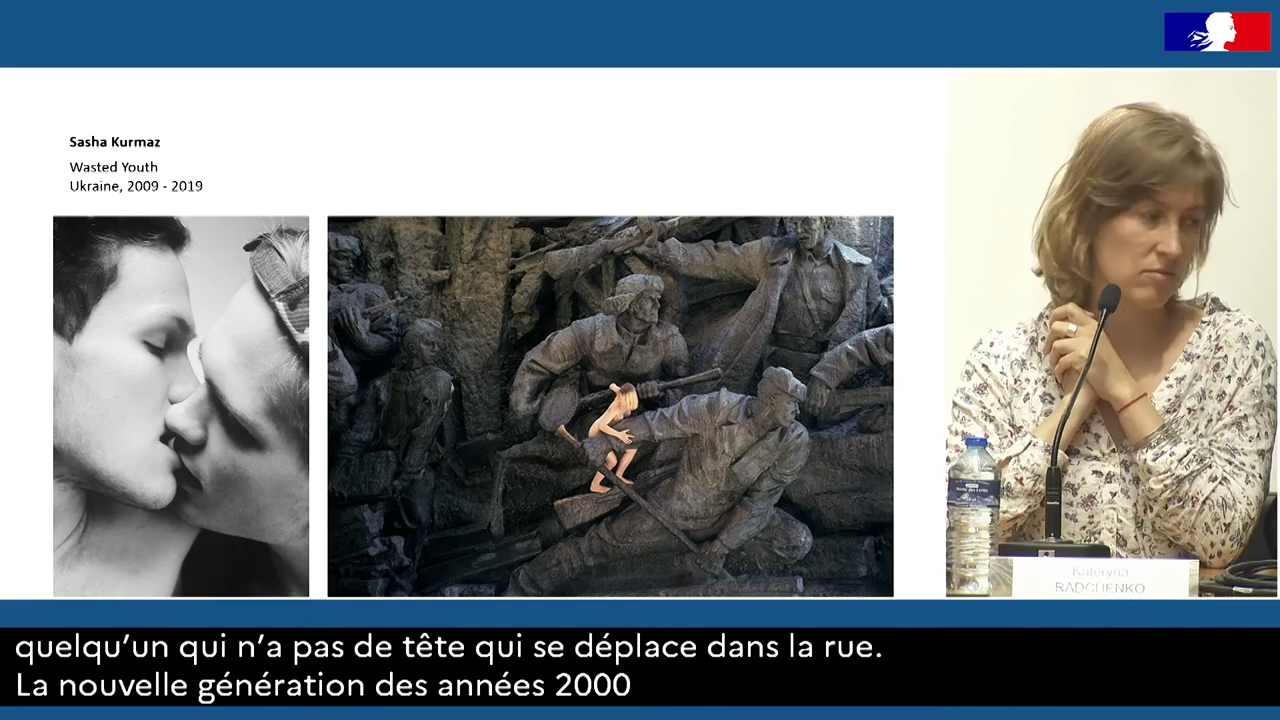 Sasha Kurmaz
Wasted Youth
Ukraine, 2009 - 2019
Kateryna
RADCHENKO
quelqu’un qui n’a pas de tête qui se déplace dans la rue.
La nouvelle génération des années 2000